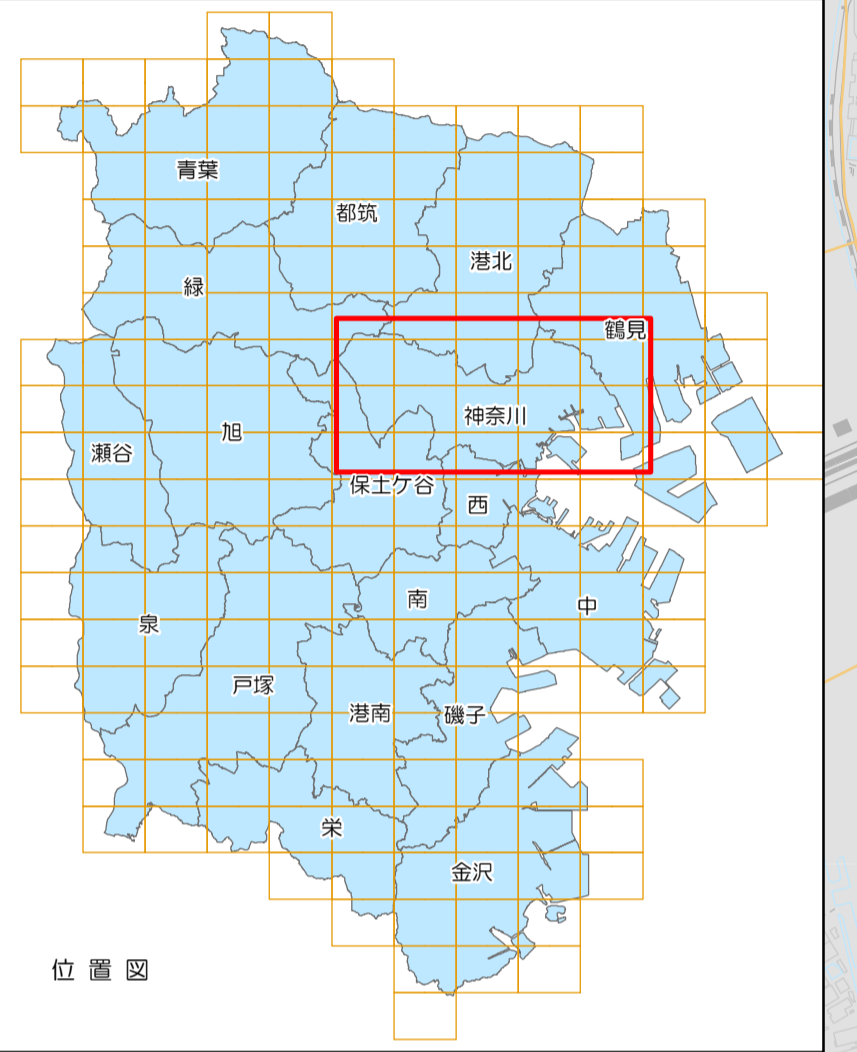 青葉
都筑
港北
緑
鶴見
神奈川
旭
瀬谷
保土ケ谷
西
南
中
泉
戸塚
港南
磯子
栄
金沢
位置図